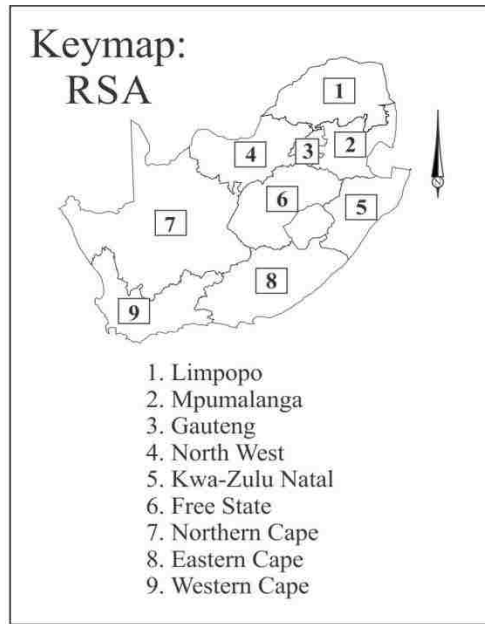 Keymap:
RSA
1
2
3
4
5
6
7
8
9
N
1. Limpopo
2. Mpumalanga
3. Gauteng
4. North West
5. Kwa-Zulu Natal
6. Free State
7. Northern Cape
8. Eastern Cape
9. Western Cape